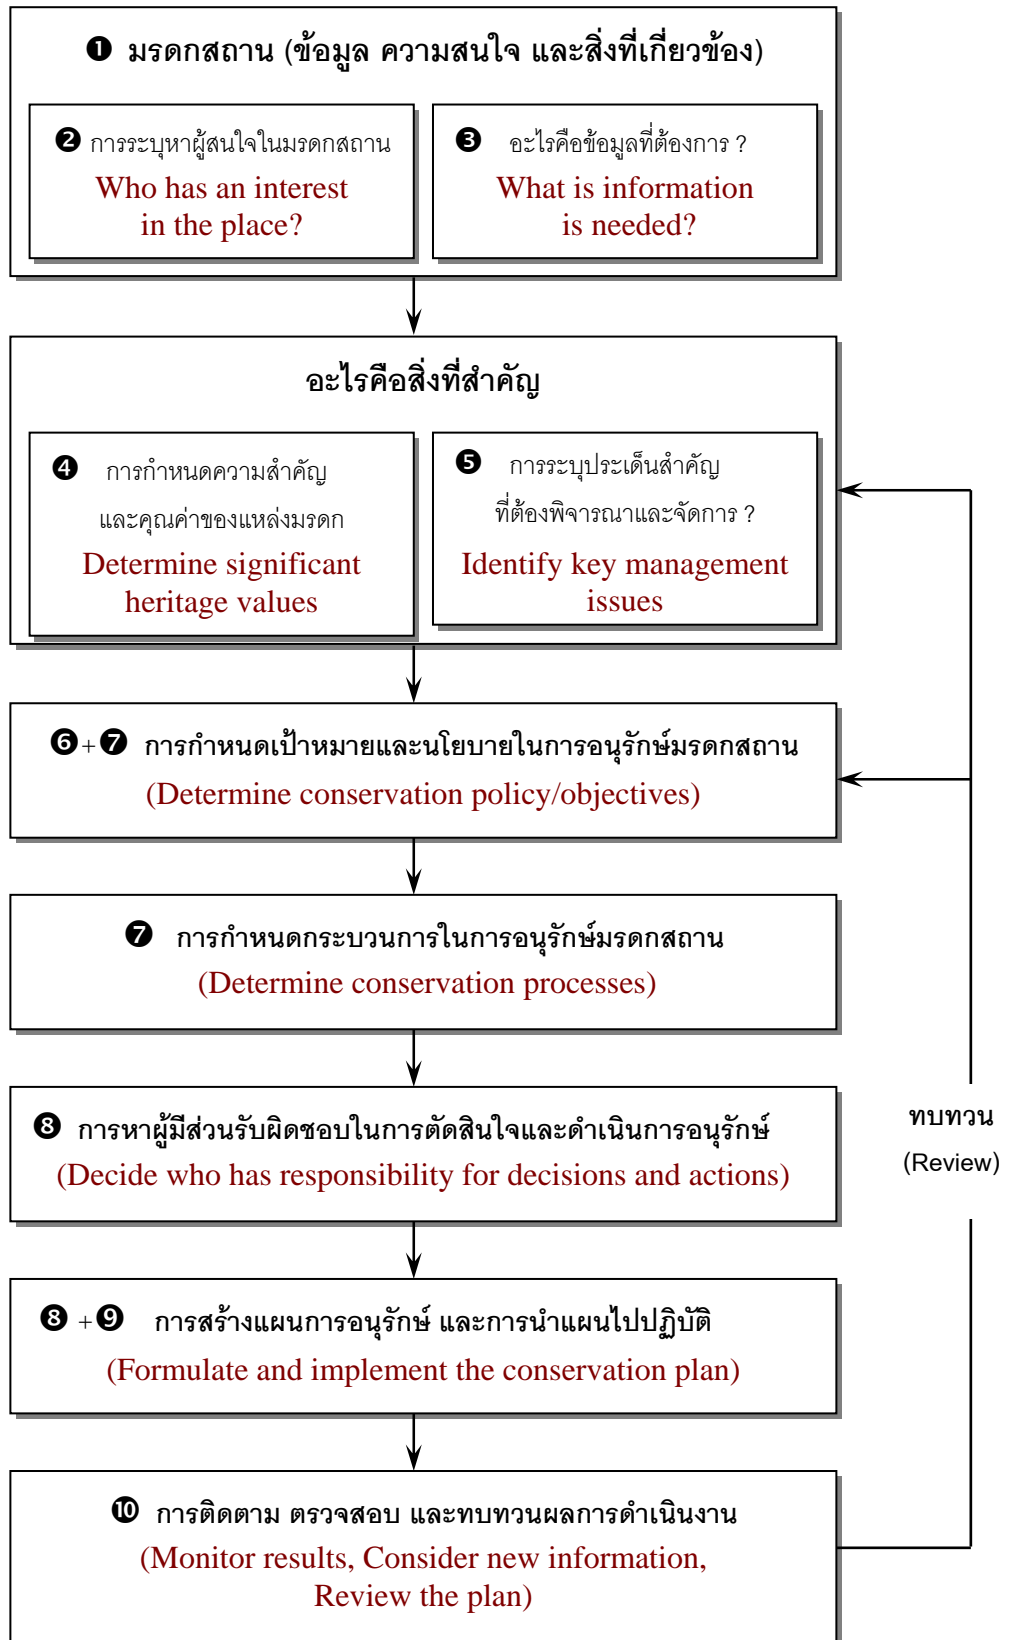 ❶ มรดกสถาน (ข้อมูล ความสนใจ และสิ่งที่เกี่ยวข้อง)
❷ การระบุหาผู้สนใจในมรดกสถาน
Who has an interest
in the place?
❸ อะไรคือข้อมูลที่ต้องการ ?
What is information
is needed?
อะไรคือสิ่งที่สำคัญ
❹ การกำหนดความสำคัญ
และคุณค่าของแหล่งมรดก
Determine significant
heritage values
❺ การระบุประเด็นสำคัญ
ที่ต้องพิจารณาและจัดการ ?
Identify key management
issues
❻+❼ การกำหนดเป้าหมายและนโยบายในการอนุรักษ์มรดกสถาน
(Determine conservation policy/objectives)
❼ การกำหนดกระบวนการในการอนุรักษ์มรดกสถาน
(Determine conservation processes)
❽ การหาผู้มีส่วนรับผิดชอบในการตัดสินใจและดำเนินการอนุรักษ์
(Decide who has responsibility for decisions and actions)
ทบทวน
(Review)
❽ +❾ การสร้างแผนการอนุรักษ์ และการนำแผนไปปฏิบัติ
(Formulate and implement the conservation plan)
❿ การติดตาม ตรวจสอบ และทบทวนผลการดำเนินงาน
(Monitor results, Consider new information,
Review the plan)